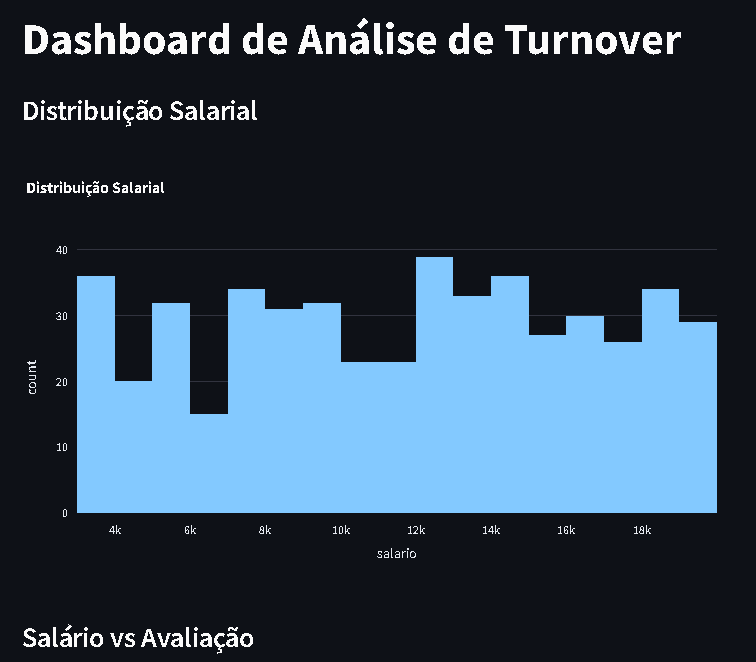 Dashboard de Análise de Turnover
Distribuição Salarial
Distribuição Salarial
40
30
20
10
0
count
4k 6k 8k 10k 12k 14k 16k 18k
salario
Salário vs Avaliação